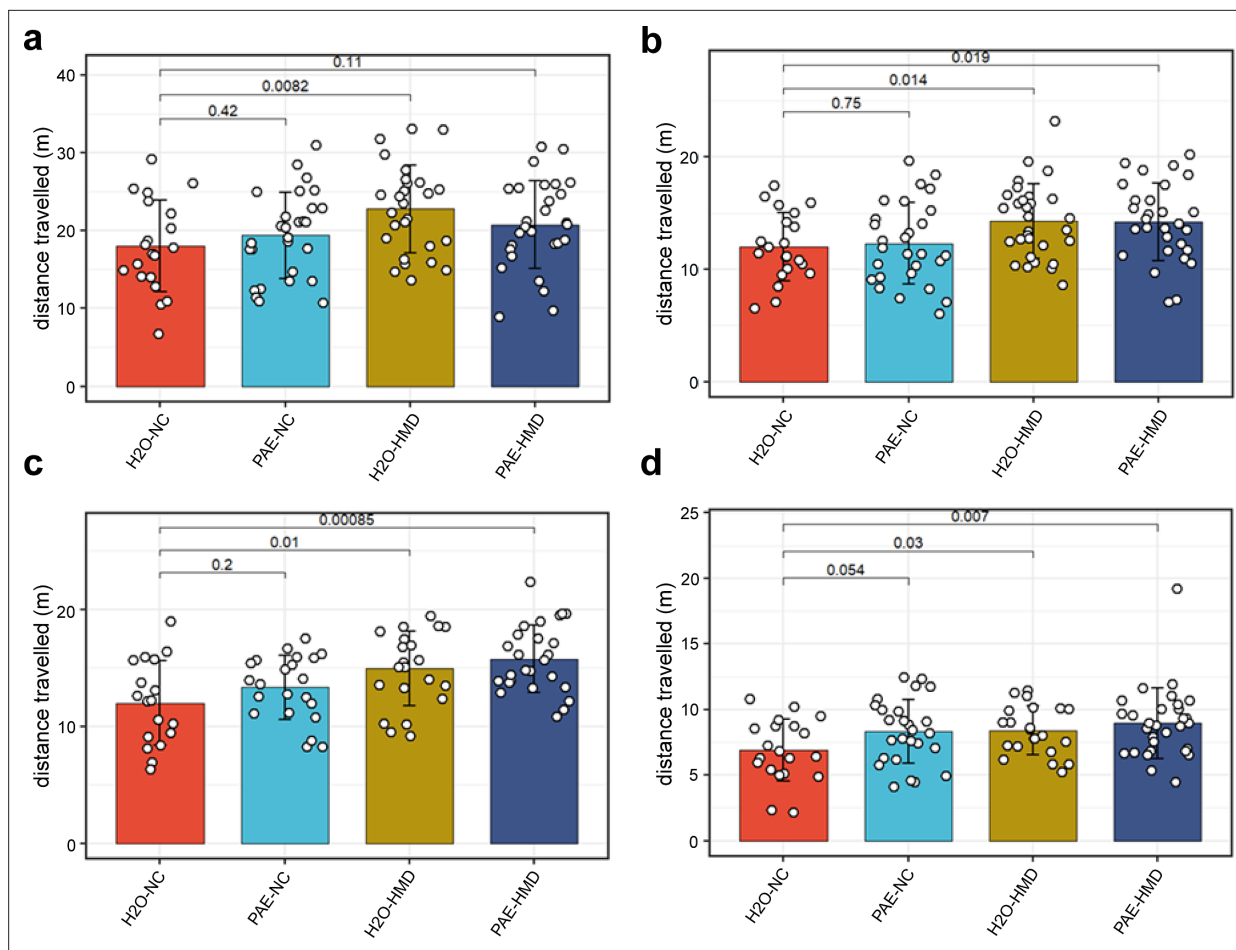 a
0.11
0.0082
0.42
distance travelled (m)
40
30
20
10
0
H2O-NC
PAE-NC
H2O-HMD
PAE-HMD
b
0.019
0.014
0.75
distance travelled (m)
20
10
0
H2O-NC
PAE-NC
H2O-HMD
PAE-HMD
c
0.00085
0.01
0.2
distance travelled (m)
20
10
0
H2O-NC
PAE-NC
H2O-HMD
PAE-HMD
d
0.007
0.03
0.054
distance travelled (m)
25
20
15
10
5
0
H2O-NC
PAE-NC
H2O-HMD
PAE-HMD